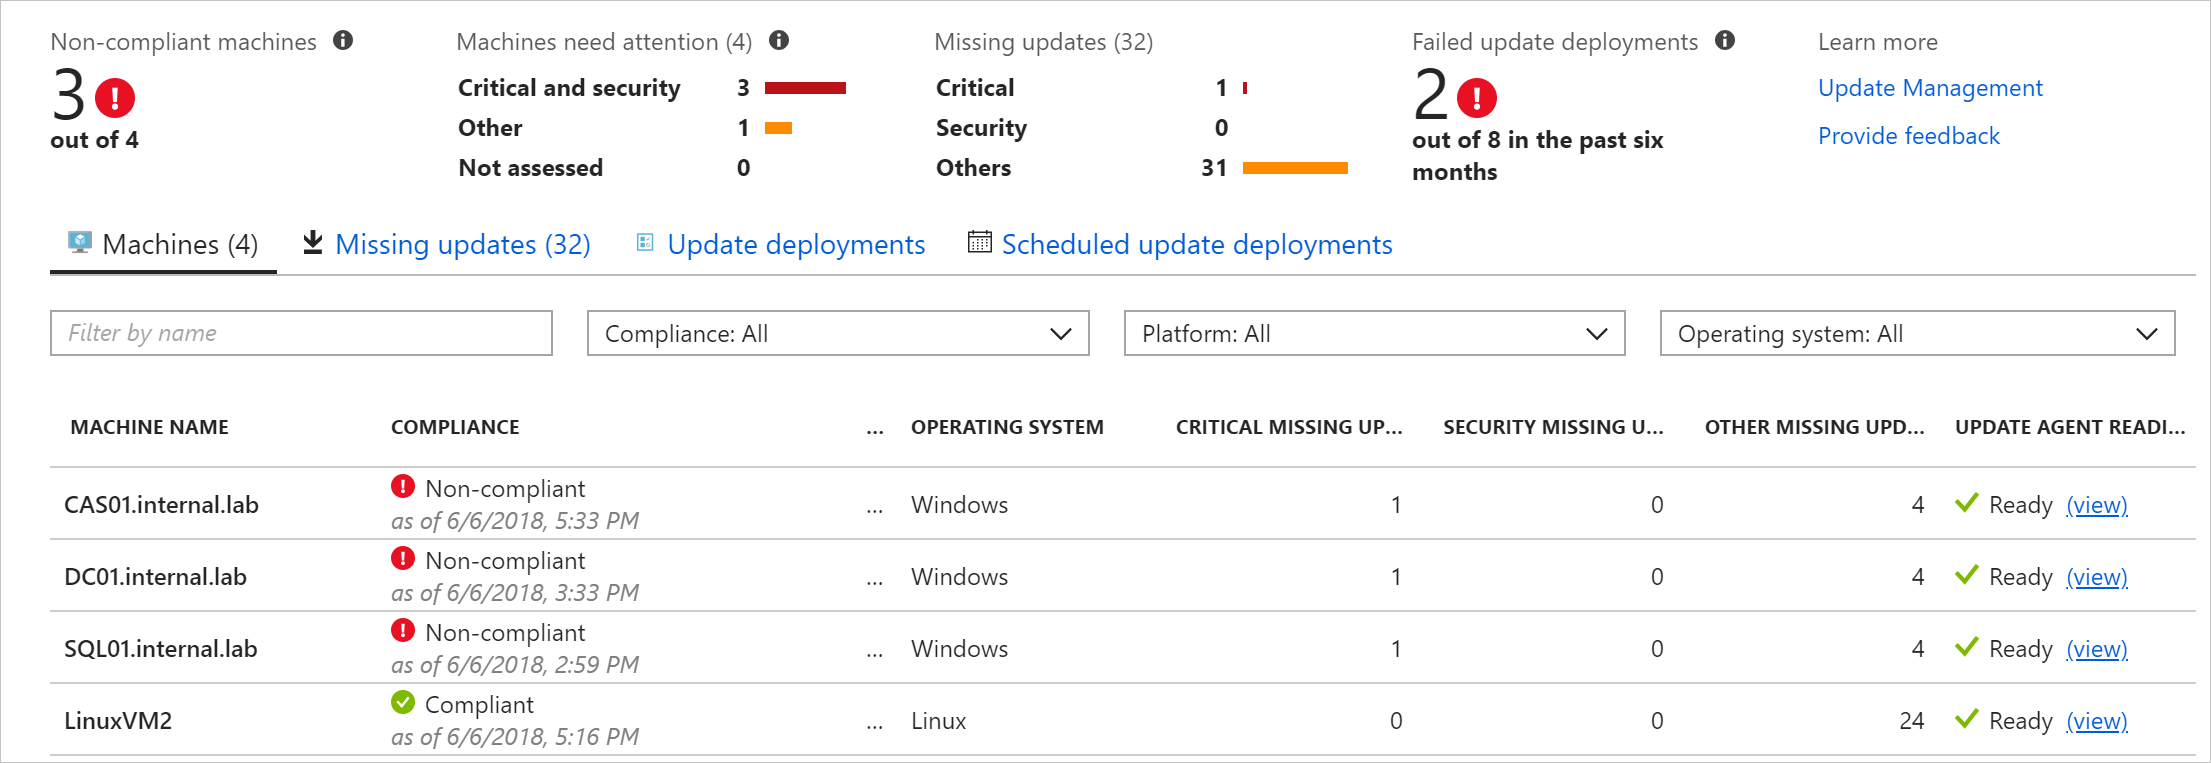 Non-compliant machines
3
out of 4
Machines need attention (4)
Critical and security 3
Other 1
Not assessed 0
Missing updates (32)
Critical 1
Security 0
Others 31
Failed update deployments
2
out of 8 in the past six
months
Learn more
Update Management
Provide feedback
Machines (4) Missing updates (32) Update deployments Scheduled update deployments
Filter by name Compliance: All Platform: All Operating system: All
MACHINE NAME COMPLIANCE ... OPERATING SYSTEM CRITICAL MISSING UP... SECURITY MISSING U... OTHER MISSING UPD... UPDATE AGENT READI...
CAS01.internal.lab Non-compliant ... Windows 1 0 4 Ready (view)
as of 6/6/2018, 5:33 PM
DC01.internal.lab Non-compliant ... Windows 1 0 4 Ready (view)
as of 6/6/2018, 3:33 PM
SQL01.internal.lab Non-compliant ... Windows 1 0 4 Ready (view)
as of 6/6/2018, 2:59 PM
LinuxVM2 Compliant ... Linux 0 0 24 Ready (view)
as of 6/6/2018, 5:16 PM